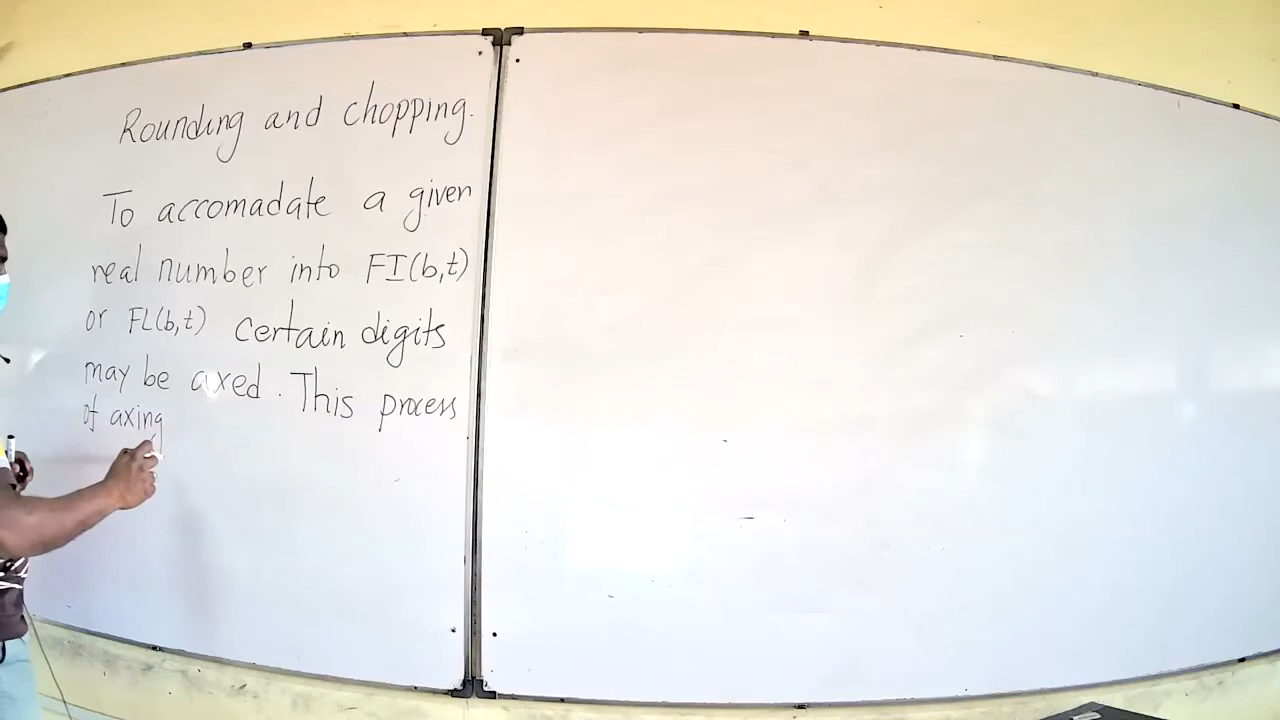 Rounding and chopping.
To accomadate a given
real number into FI(b,t)
or FL(b,t) certain digits
may be axed. This process
of axing